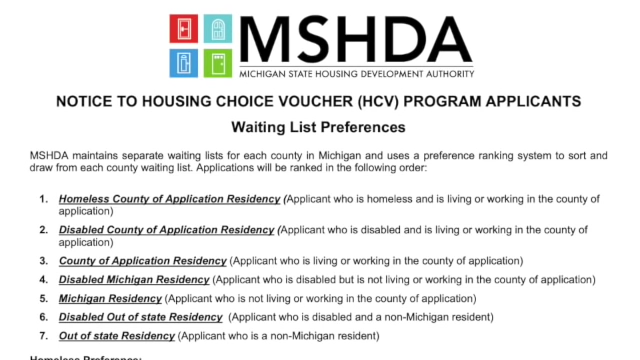 MSHDA
MICHIGAN STATE HOUSING DEVELOPMENT AUTHORITY
NOTICE TO HOUSING CHOICE VOUCHER (HCV) PROGRAM APPLICANTS
Waiting List Preferences
MSHDA maintains separate waiting lists for each county in Michigan and uses a preference ranking system to sort and
draw from each county waiting list. Applications will be ranked in the following order:
1. Homeless County of Application Residency (Applicant who is homeless and is living or working in the county of
application)
2. Disabled County of Application Residency (Applicant who is disabled and is living or working in the county of
application)
3. County of Application Residency (Applicant who is living or working in the county of application)
4. Disabled Michigan Residency (Applicant who is disabled but is not living or working in the county of application)
5. Michigan Residency (Applicant who is not living or working in the county of application)
6. Disabled Out of state Residency (Applicant who is disabled and a non-Michigan resident)
7. Out of state Residency (Applicant who is a non-Michigan resident)
Homeless Preference: